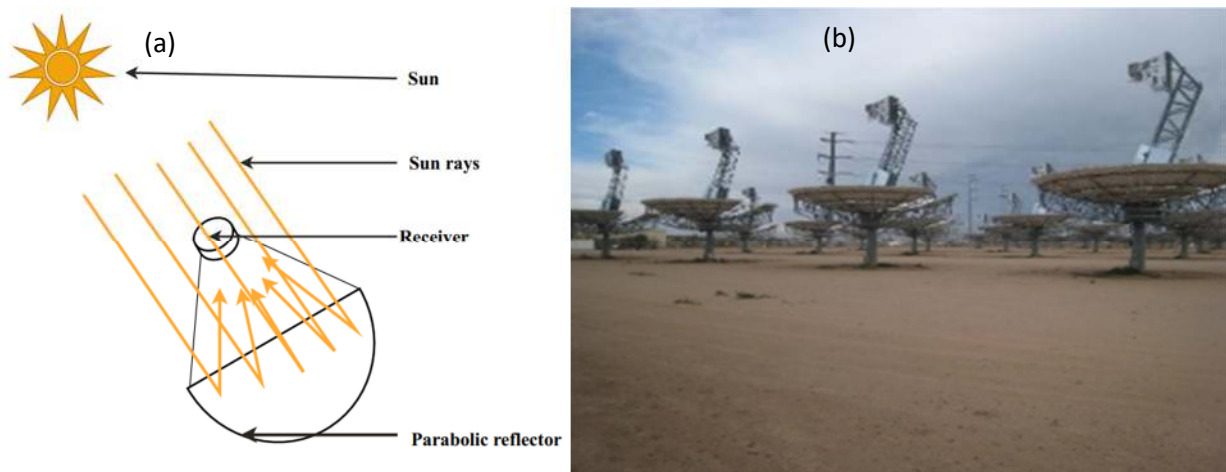 (a)
Sun
Sun rays
Receiver
Parabolic reflector
(b)